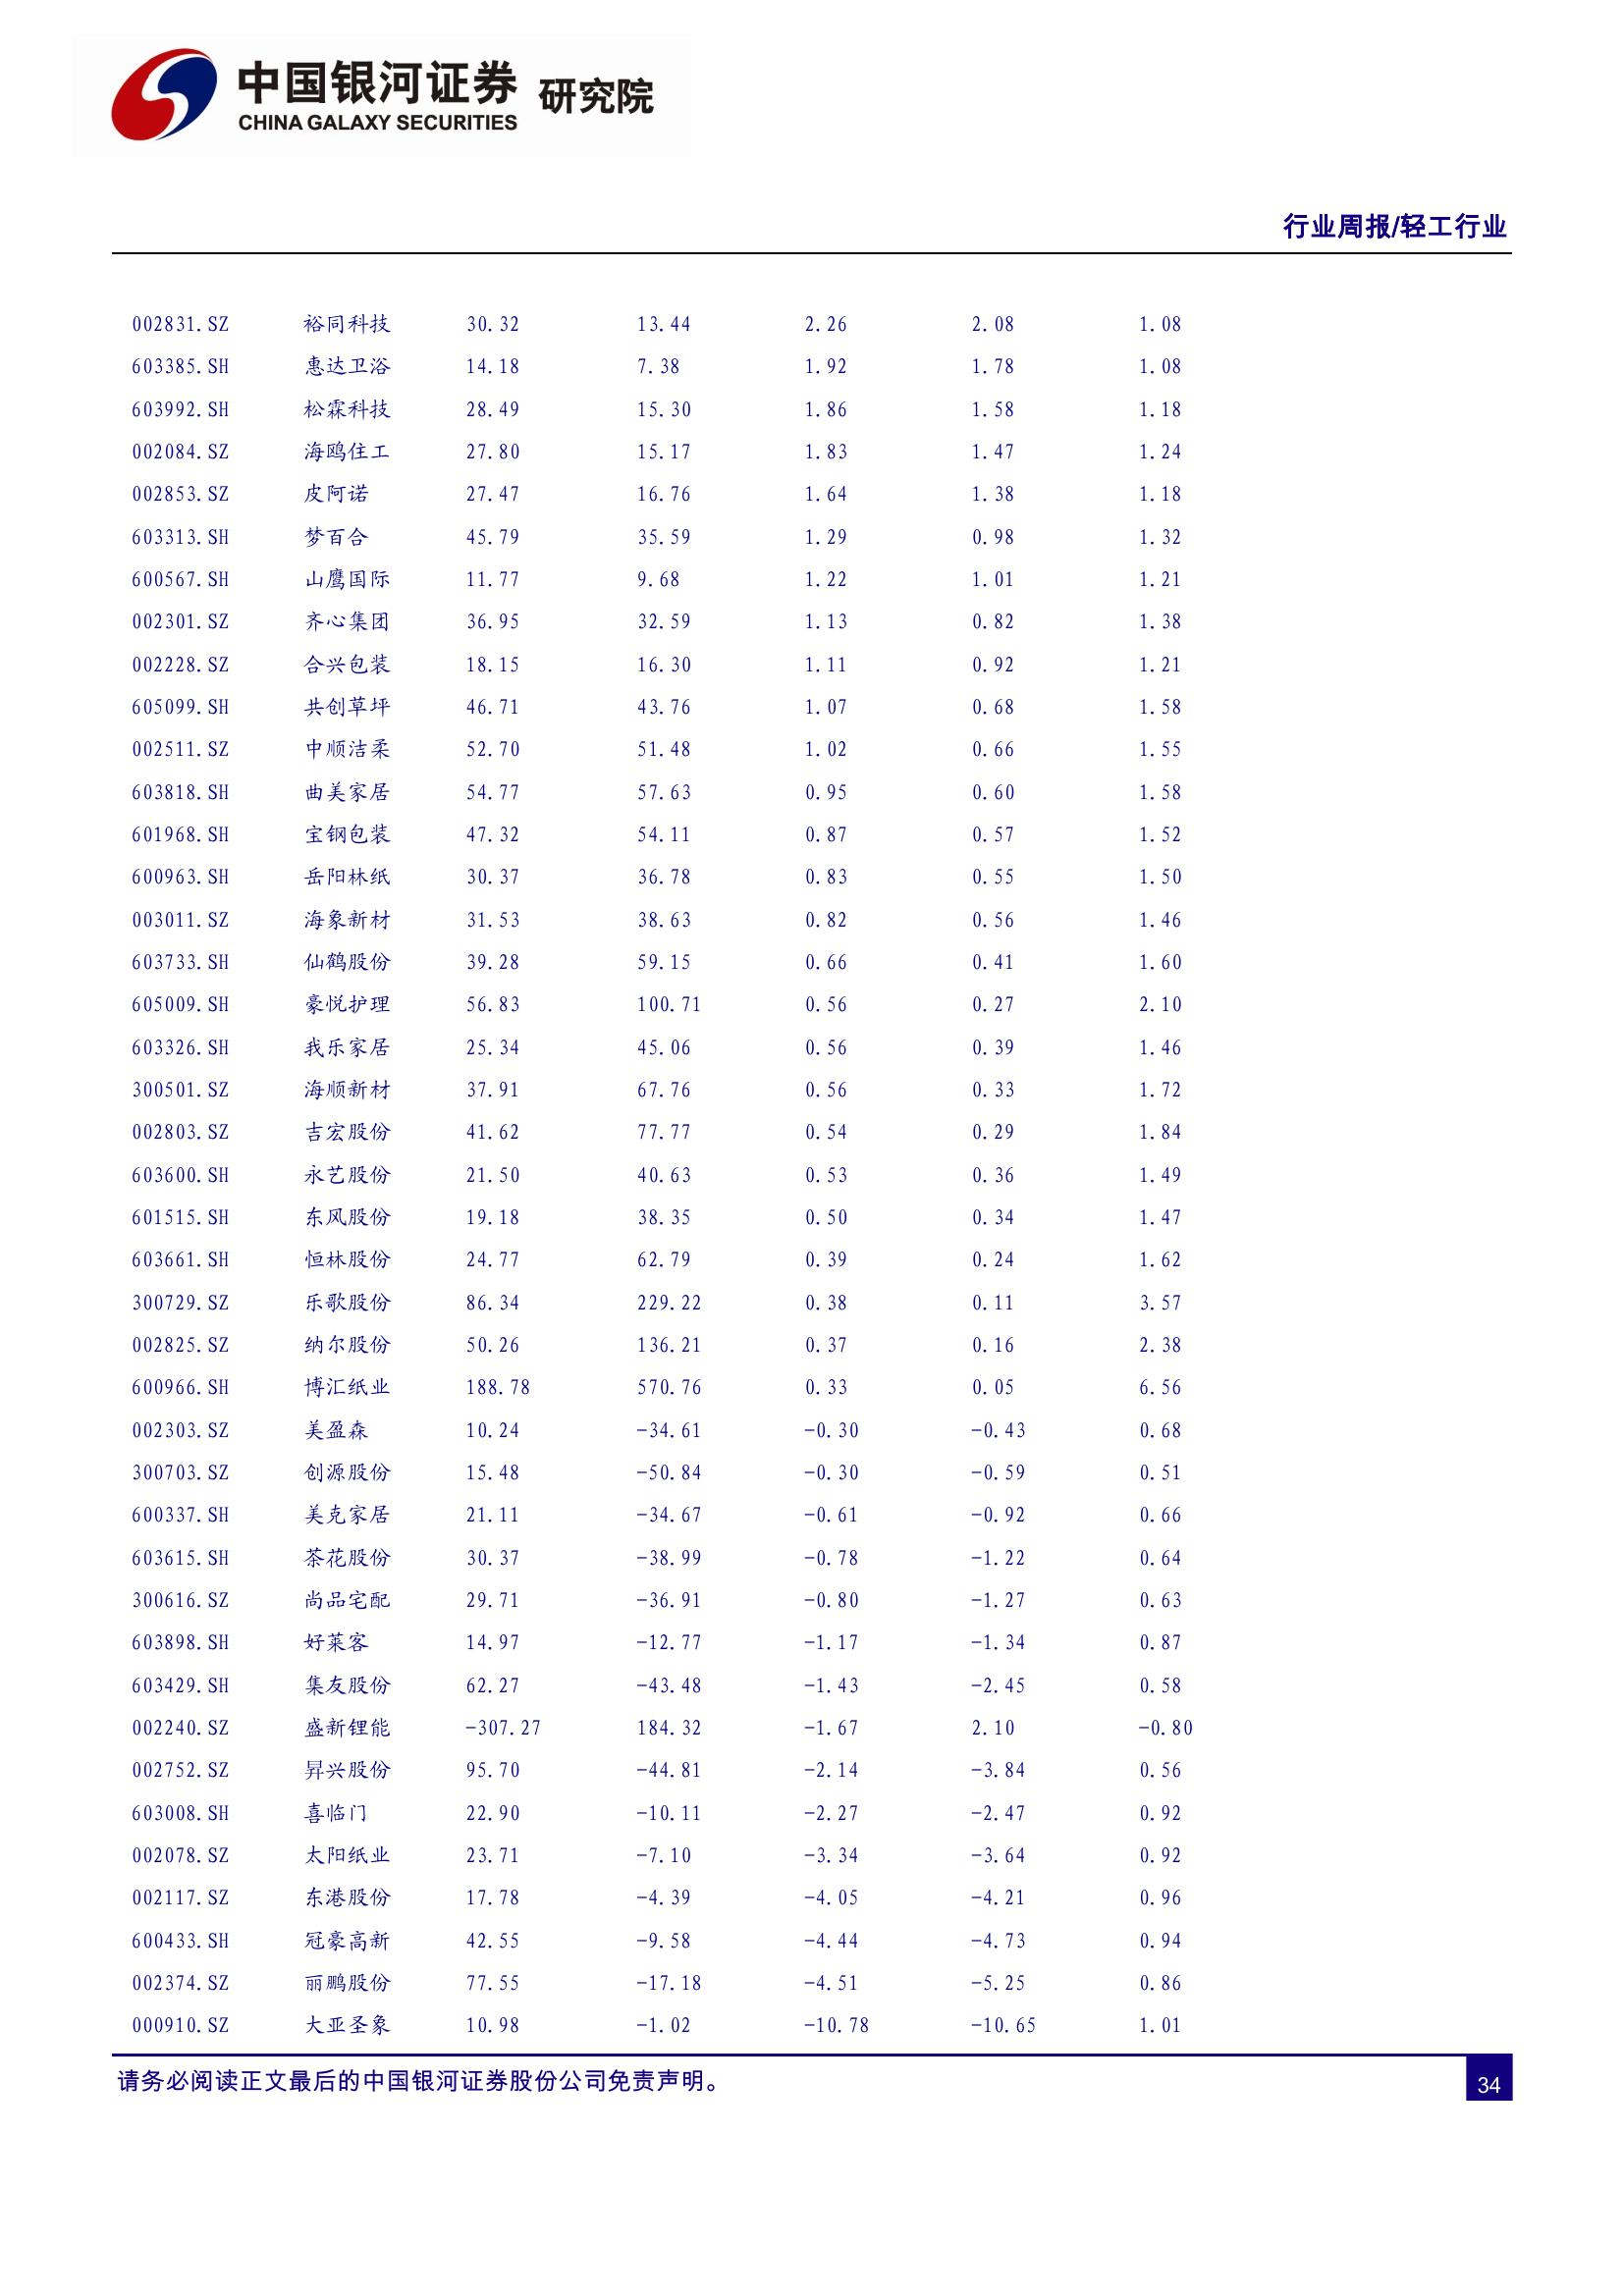 中国银河证券 研究院
CHINA GALAXY SECURITIES
行业周报/轻工行业
002831.SZ 裕同科技 30.32 13.44 2.26 2.08 1.08
603385.SH 惠达卫浴 14.18 7.38 1.92 1.78 1.08
603992.SH 松霖科技 28.49 15.30 1.86 1.58 1.18
002084.SZ 海鸥住工 27.80 15.17 1.83 1.47 1.24
002853.SZ 皮阿诺 27.47 16.76 1.64 1.38 1.18
603313.SH 梦百合 45.79 35.59 1.29 0.98 1.32
600567.SH 山鹰国际 11.77 9.68 1.22 1.01 1.21
002301.SZ 齐心集团 36.95 32.59 1.13 0.82 1.38
002228.SZ 合兴包装 18.15 16.30 1.11 0.92 1.21
605099.SH 共创草坪 46.71 43.76 1.07 0.68 1.58
002511.SZ 中顺洁柔 52.70 51.48 1.02 0.66 1.55
603818.SH 曲美家居 54.77 57.63 0.95 0.60 1.58
601968.SH 宝钢包装 47.32 54.11 0.87 0.57 1.52
600963.SH 岳阳林纸 30.37 36.78 0.83 0.55 1.50
003011.SZ 海象新材 31.53 38.63 0.82 0.56 1.46
603733.SH 仙鹤股份 39.28 59.15 0.66 0.41 1.60
605009.SH 豪悦护理 56.83 100.71 0.56 0.27 2.10
603326.SH 我乐家居 25.34 45.06 0.56 0.39 1.46
300501.SZ 海顺新材 37.91 67.76 0.56 0.33 1.72
002803.SZ 吉宏股份 41.62 77.77 0.54 0.29 1.84
603600.SH 永艺股份 21.50 40.63 0.53 0.36 1.49
601515.SH 东风股份 19.18 38.35 0.50 0.34 1.47
603661.SH 恒林股份 24.77 62.79 0.39 0.24 1.62
300729.SZ 乐歌股份 86.34 229.22 0.38 0.11 3.57
002825.SZ 纳尔股份 50.26 136.21 0.37 0.16 2.38
600966.SH 博汇纸业 188.78 570.76 0.33 0.05 6.56
002303.SZ 美盈森 10.24 -34.61 -0.30 -0.43 0.68
300703.SZ 创源股份 15.48 -50.84 -0.30 -0.59 0.51
600337.SH 美克家居 21.11 -34.67 -0.61 -0.92 0.66
603615.SH 茶花股份 30.37 -38.99 -0.78 -1.22 0.64
300616.SZ 尚品宅配 29.71 -36.91 -0.80 -1.27 0.63
603898.SH 好莱客 14.97 -12.77 -1.17 -1.34 0.87
603429.SH 集友股份 62.27 -43.48 -1.43 -2.45 0.58
002240.SZ 盛新锂能 -307.27 184.32 -1.67 2.10 -0.80
002752.SZ 昇兴股份 95.70 -44.81 -2.14 -3.84 0.56
603008.SH 喜临门 22.90 -10.11 -2.27 -2.47 0.92
002078.SZ 太阳纸业 23.71 -7.10 -3.34 -3.64 0.92
002117.SZ 东港股份 17.78 -4.39 -4.05 -4.21 0.96
600433.SH 冠豪高新 42.55 -9.58 -4.44 -4.73 0.94
002374.SZ 丽鹏股份 77.55 -17.18 -4.51 -5.25 0.86
000910.SZ 大亚圣象 10.98 -1.02 -10.78 -10.65 1.01
请务必阅读正文最后的中国银河证券股份公司免责声明。
34